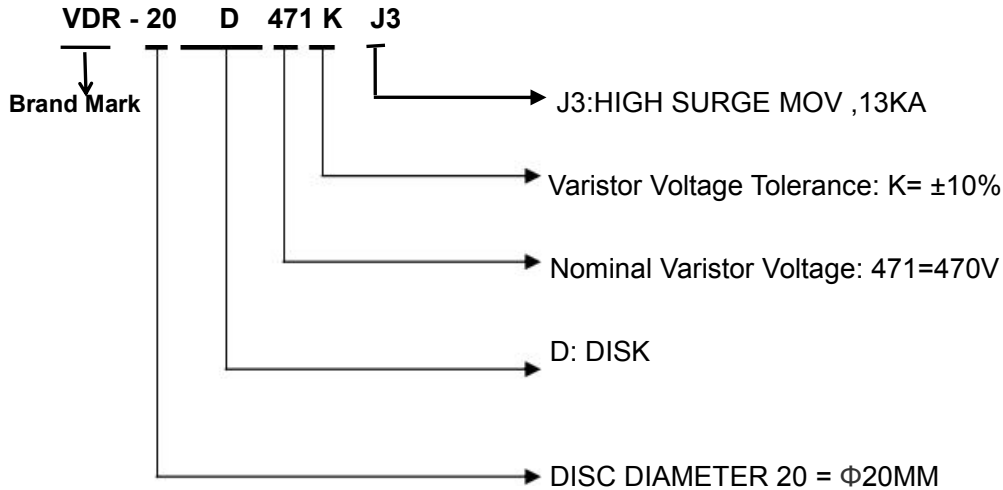 VDR - 20 D 471 K J3
Brand Mark
J3:HIGH SURGE MOV ,13KA
Varistor Voltage Tolerance: K= ±10%
Nominal Varistor Voltage: 471=470V
D: DISK
DISC DIAMETER 20 = Φ20MM